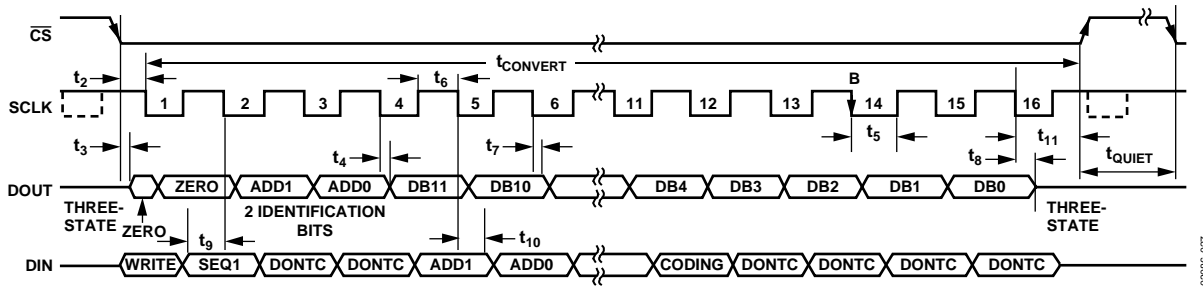 CS
tCONVERT
t2
t6
B
SCLK
1 2 3 4 5 6 11 12 13 14 15 16
t3
t4
t7
t5
t8
t11
tQUIET
DOUT
ZERO ADD1 ADD0 DB11 DB10 DB4 DB3 DB2 DB1 DB0
THREE-
STATE
ZERO
2 IDENTIFICATION
BITS
THREE-
STATE
t9
t10
DIN
WRITE SEQ1 DONTC DONTC ADD1 ADD0 CODING DONTC DONTC DONTC DONTC